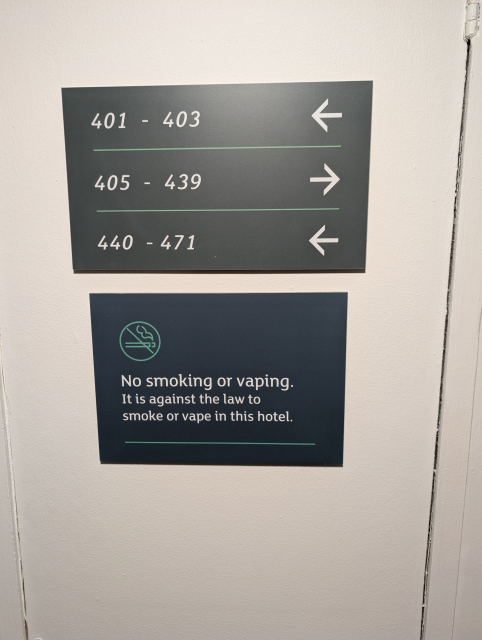 401 - 403 ←
405 - 439 →
440 - 471 ←
No smoking or vaping.
It is against the law to
smoke or vape in this hotel.